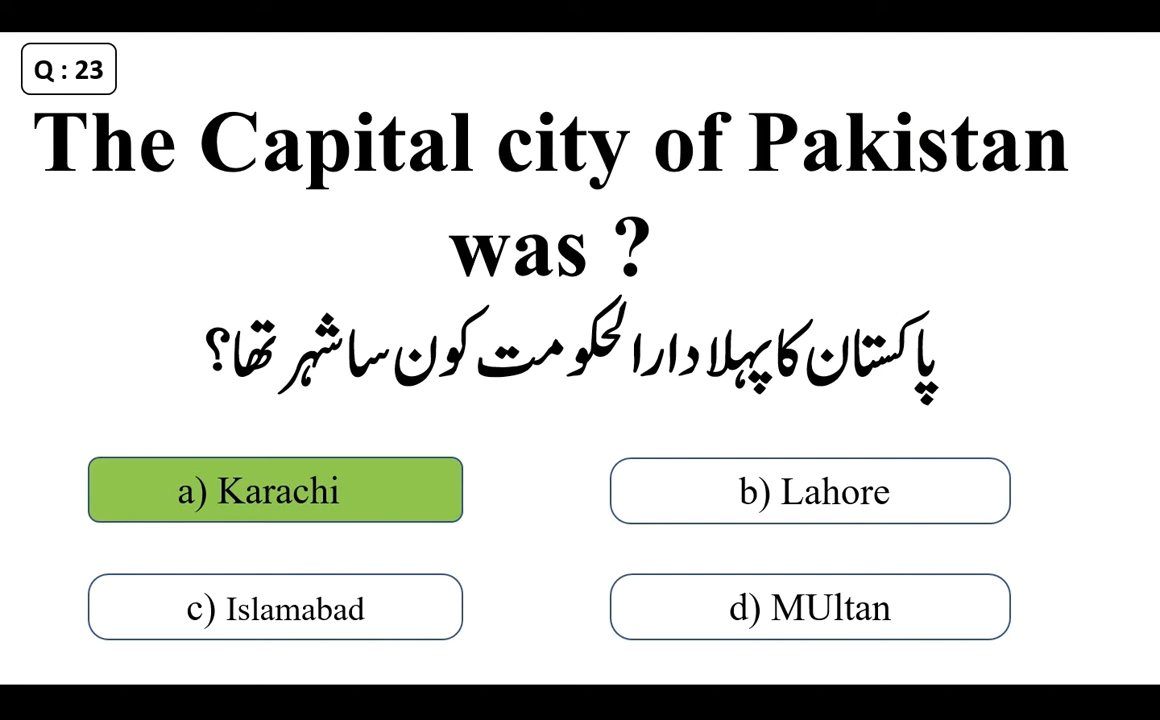 Q : 23
The Capital city of Pakistan
was ?
پاکستان کا پہلا دارالحکومت کون سا شہر تھا؟
a) Karachi
b) Lahore
c) Islamabad
d) MUltan